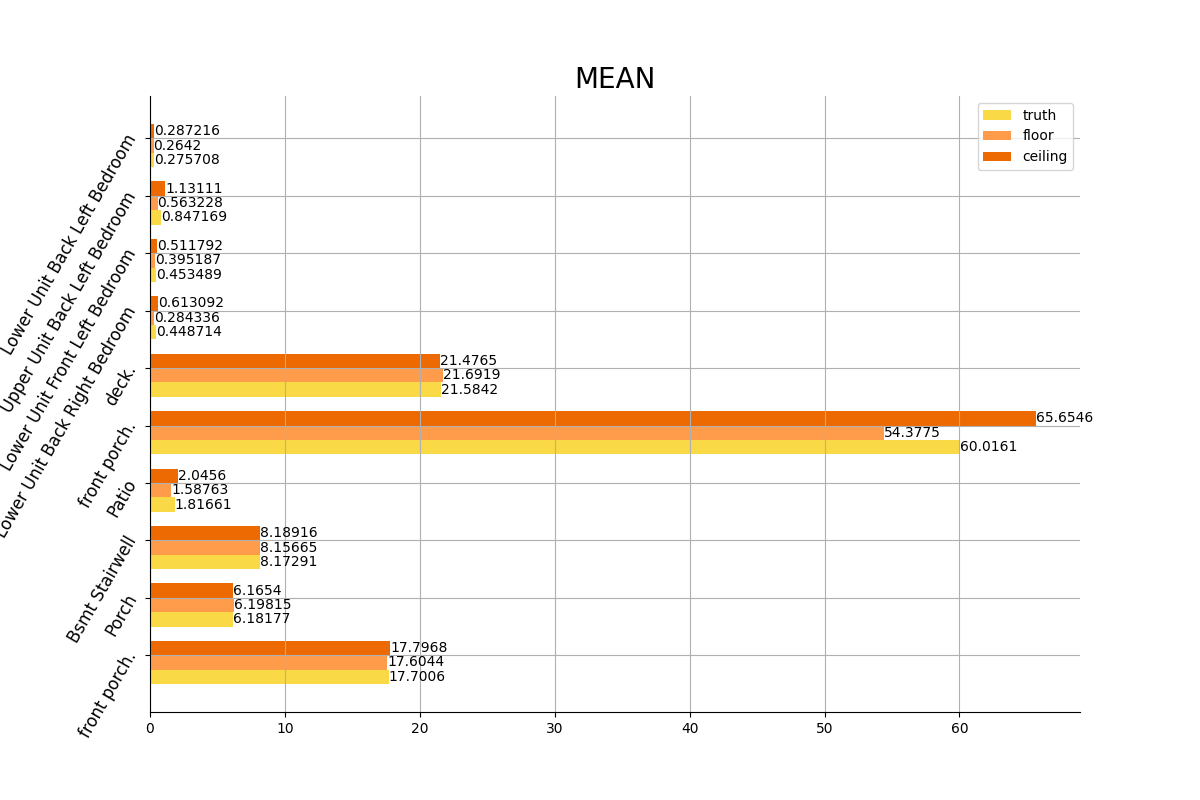 MEAN
truth
floor
ceiling
Lower Unit Back Left Bedroom
0.287216
0.2642
0.275708
Upper Unit Back Left Bedroom
1.13111
0.563228
0.847169
Lower Unit Front Left Bedroom
0.511792
0.395187
0.453489
Lower Unit Back Right Bedroom
0.613092
0.284336
0.448714
deck.
21.4765
21.6919
21.5842
front porch.
65.6546
54.3775
60.0161
Patio
2.0456
1.58763
1.81661
Bsmt Stairwell
8.18916
8.15665
8.17291
Porch
6.1654
6.19815
6.18177
front porch.
17.7968
17.6044
17.7006
0 10 20 30 40 50 60